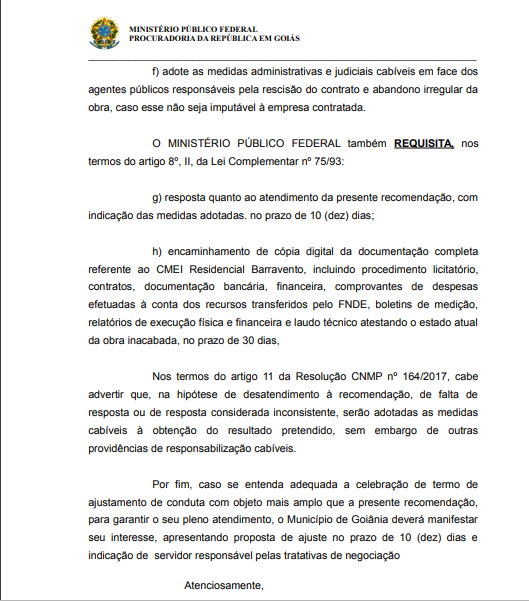 MINISTÉRIO PÚBLICO FEDERAL
PROCURADORIA DA REPÚBLICA EM GOIÁS
f) adote as medidas administrativas e judiciais cabíveis em face dos
agentes públicos responsáveis pela rescisão do contrato e abandono irregular da
obra, caso esse não seja imputável à empresa contratada.
O MINISTÉRIO PÚBLICO FEDERAL também REQUISITA, nos
termos do artigo 8º, II, da Lei Complementar nº 75/93:
g) resposta quanto ao atendimento da presente recomendação, com
indicação das medidas adotadas. no prazo de 10 (dez) dias;
h) encaminhamento de cópia digital da documentação completa
referente ao CMEI Residencial Barravento, incluindo procedimento licitatório,
contratos, documentação bancária, financeira, comprovantes de despesas
efetuadas à conta dos recursos transferidos pelo FNDE, boletins de medição,
relatórios de execução física e financeira e laudo técnico atestando o estado atual
da obra inacabada, no prazo de 30 dias,
Nos termos do artigo 11 da Resolução CNMP nº 164/2017, cabe
advertir que, na hipótese de desatendimento à recomendação, de falta de
resposta ou de resposta considerada inconsistente, serão adotadas as medidas
cabíveis à obtenção do resultado pretendido, sem embargo de outras
providências de responsabilização cabíveis.
Por fim, caso se entenda adequada a celebração de termo de
ajustamento de conduta com objeto mais amplo que a presente recomendação,
para garantir o seu pleno atendimento, o Município de Goiânia deverá manifestar
seu interesse, apresentando proposta de ajuste no prazo de 10 (dez) dias e
indicação de servidor responsável pelas tratativas de negociação
Atenciosamente,